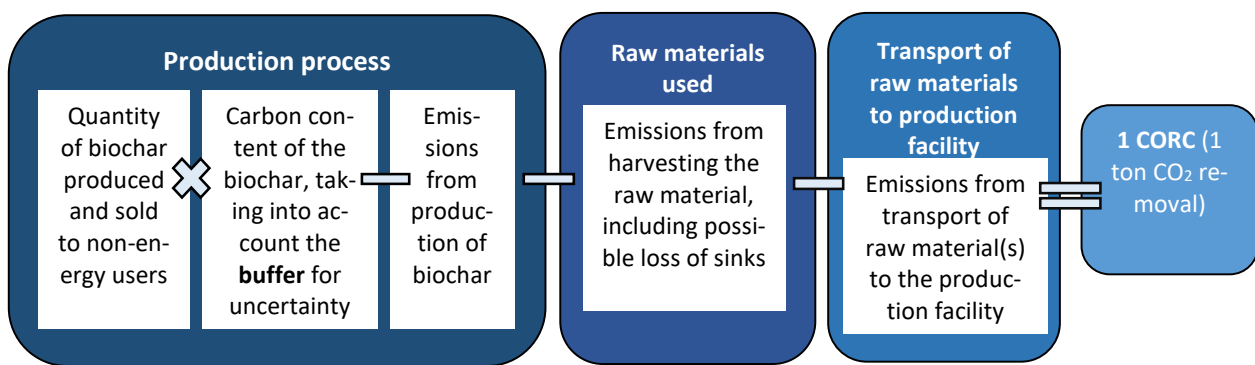 Production process
Quantity
of biochar
produced
and sold
to non-en-
ergy users
Carbon con-
tent of the
biochar, tak-
ing into ac-
count the
buffer for
uncertainty
Emis-
sions
from
produc-
tion of
biochar
Raw materials
used
Emissions from
harvesting the
raw material,
including possi-
ble loss of sinks
Transport of
raw materials
to production
facility
Emissions from
transport of
raw material(s)
to the produc-
tion facility
1 CORC (1
ton CO₂ re-
moval)